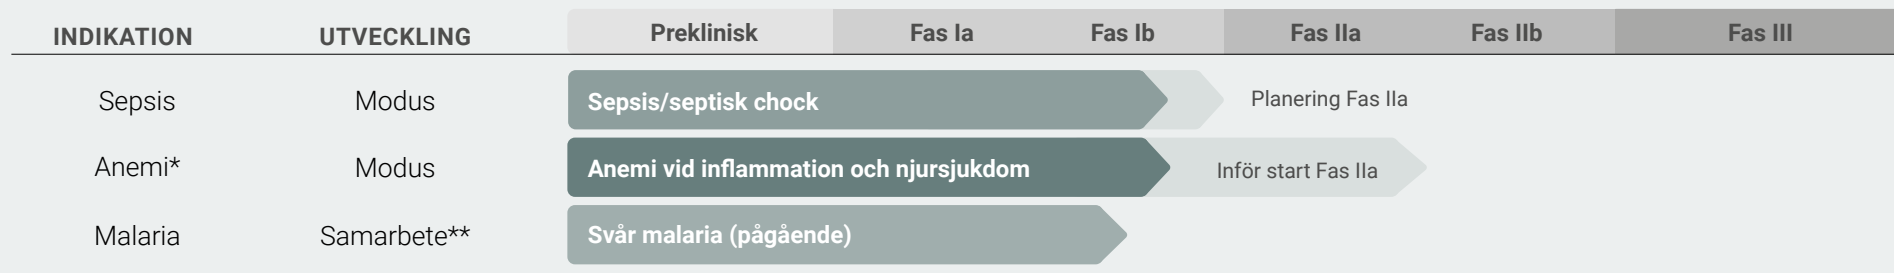 INDIKATION UTVECKLING Preklinisk Fas Ia Fas Ib Fas IIa Fas IIb Fas III
Sepsis Modus Sepsis/septisk chock Planering Fas IIa
Anemi* Modus Anemi vid inflammation och njursjukdom Inför start Fas IIa
Malaria Samarbete** Svår malaria (pågående)